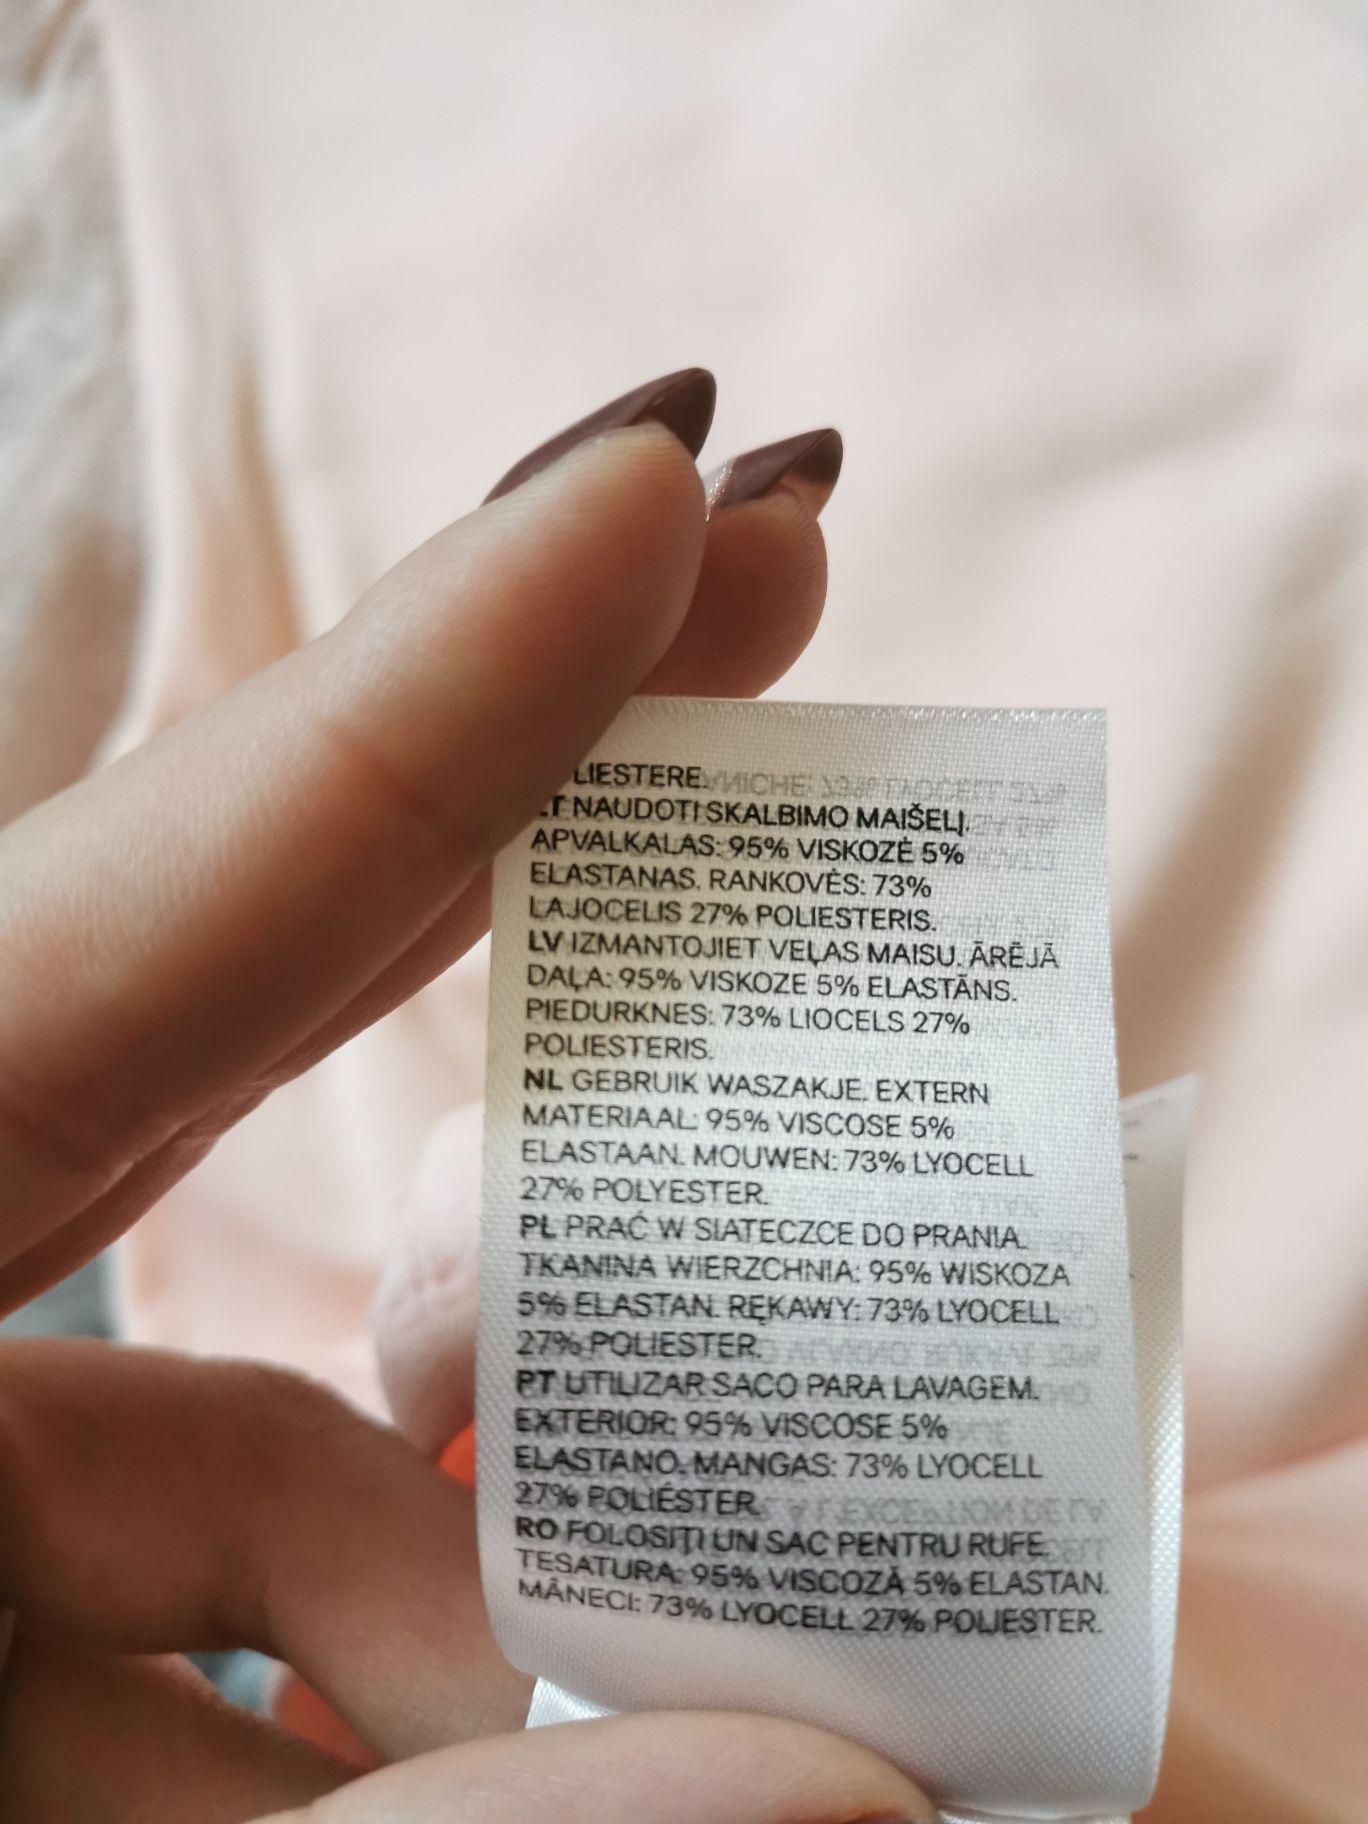 LIESTERE.
LT NAUDOTI SKALBIMO MAIŠELĮ.
APVALKALAS: 95% VISKOZĖ 5%
ELASTANAS. RANKOVĖS: 73%
LAJOCELIS 27% POLIESTERIS.
LV IZMANTOJIET VEĻAS MAISU. ĀRĒJĀ
DAĻA: 95% VISKOZE 5% ELASTĀNS.
PIEDURKNES: 73% LIOCELS 27%
POLIESTERIS.
NL GEBRUIK WASZAKJE. EXTERN
MATERIAAL: 95% VISCOSE 5%
ELASTAAN. MOUWEN: 73% LYOCELL
27% POLYESTER.
PL PRAĆ W SIATECZCE DO PRANIA.
TKANINA WIERZCHNIA: 95% WISKOZA
5% ELASTAN. RĘKAWY: 73% LYOCELL
27% POLIESTER.
PT UTILIZAR SACO PARA LAVAGEM.
EXTERIOR: 95% VISCOSE 5%
ELASTANO. MANGAS: 73% LYOCELL
27% POLIÉSTER.
RO FOLOSIȚI UN SAC PENTRU RUFE.
TESATURA: 95% VISCOZĂ 5% ELASTAN.
MÂNECI: 73% LYOCELL 27% POLIESTER.